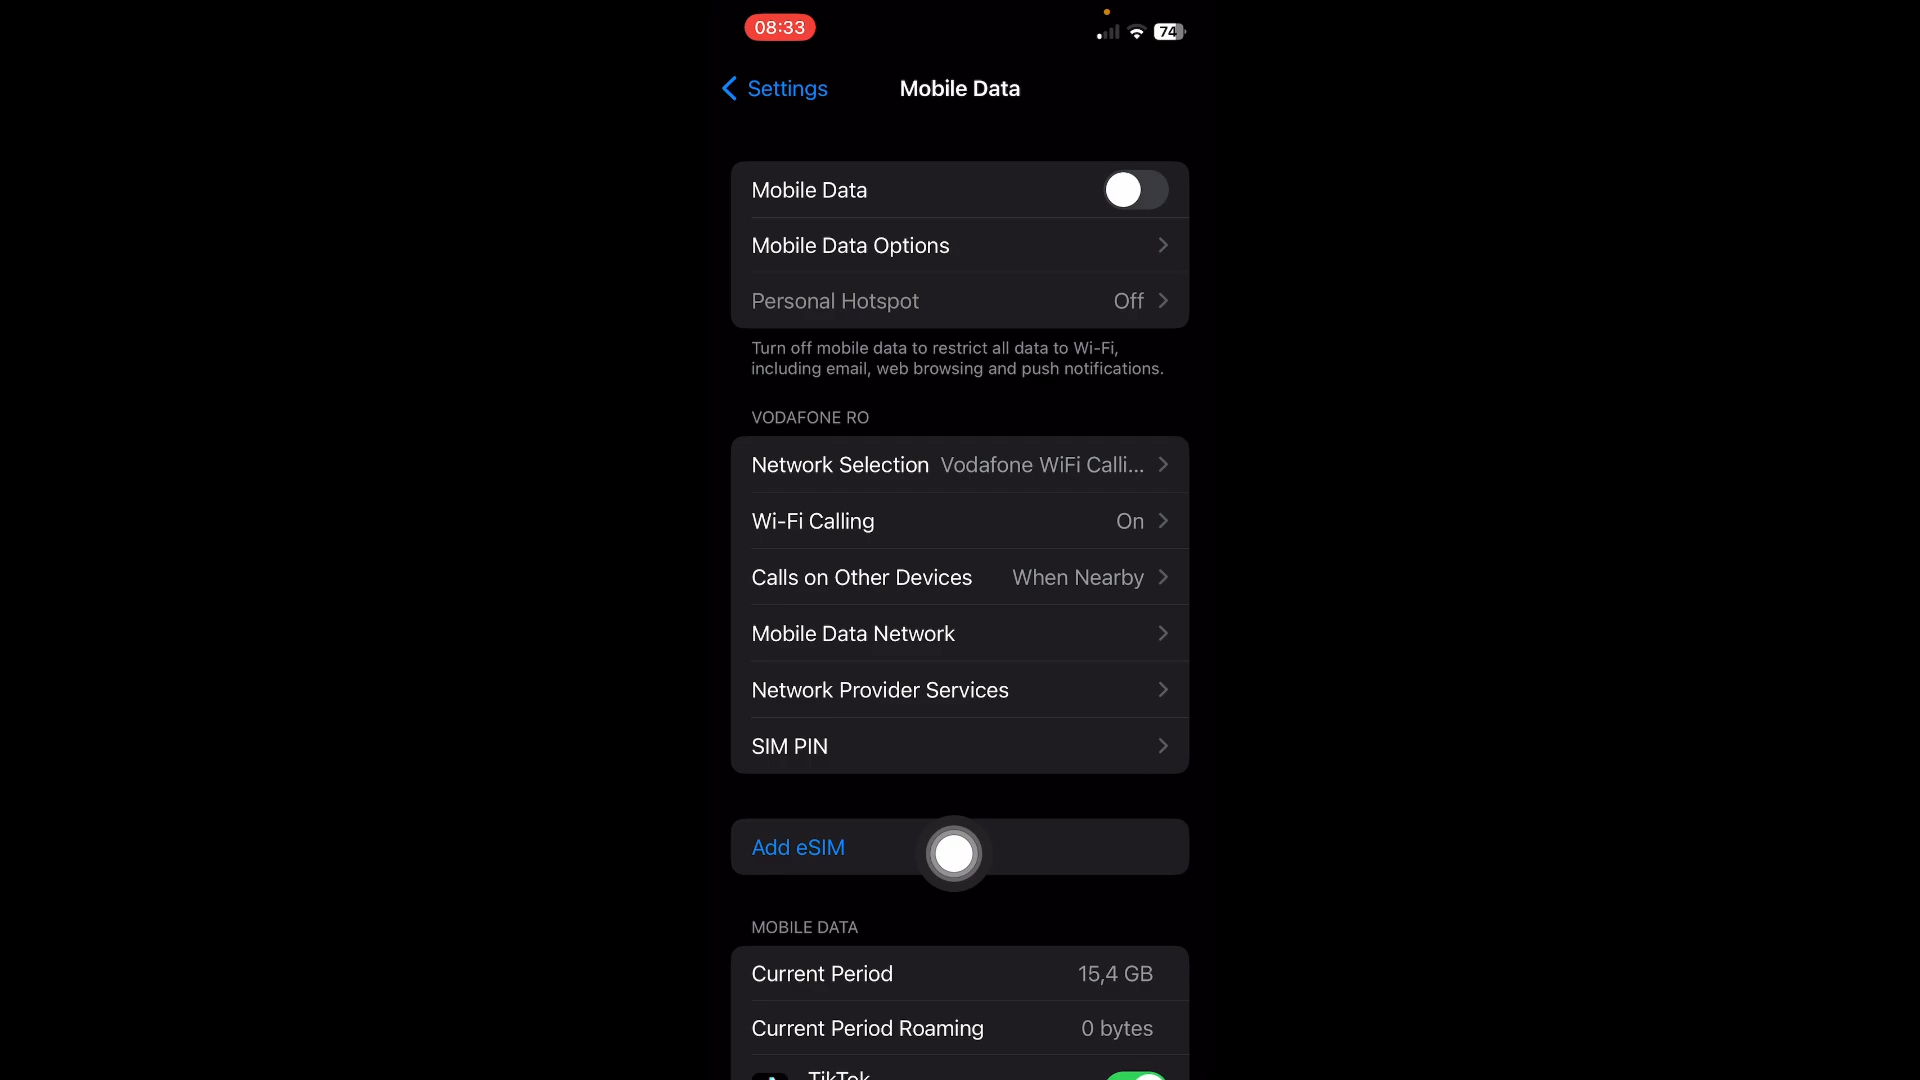 08:33
74
Settings
Mobile Data
Mobile Data
Mobile Data Options
Personal Hotspot Off
Turn off mobile data to restrict all data to Wi-Fi,
including email, web browsing and push notifications.
VODAFONE RO
Network Selection Vodafone WiFi Calli...
Wi-Fi Calling On
Calls on Other Devices When Nearby
Mobile Data Network
Network Provider Services
SIM PIN
Add eSIM
MOBILE DATA
Current Period 15,4 GB
Current Period Roaming 0 bytes
TikTok